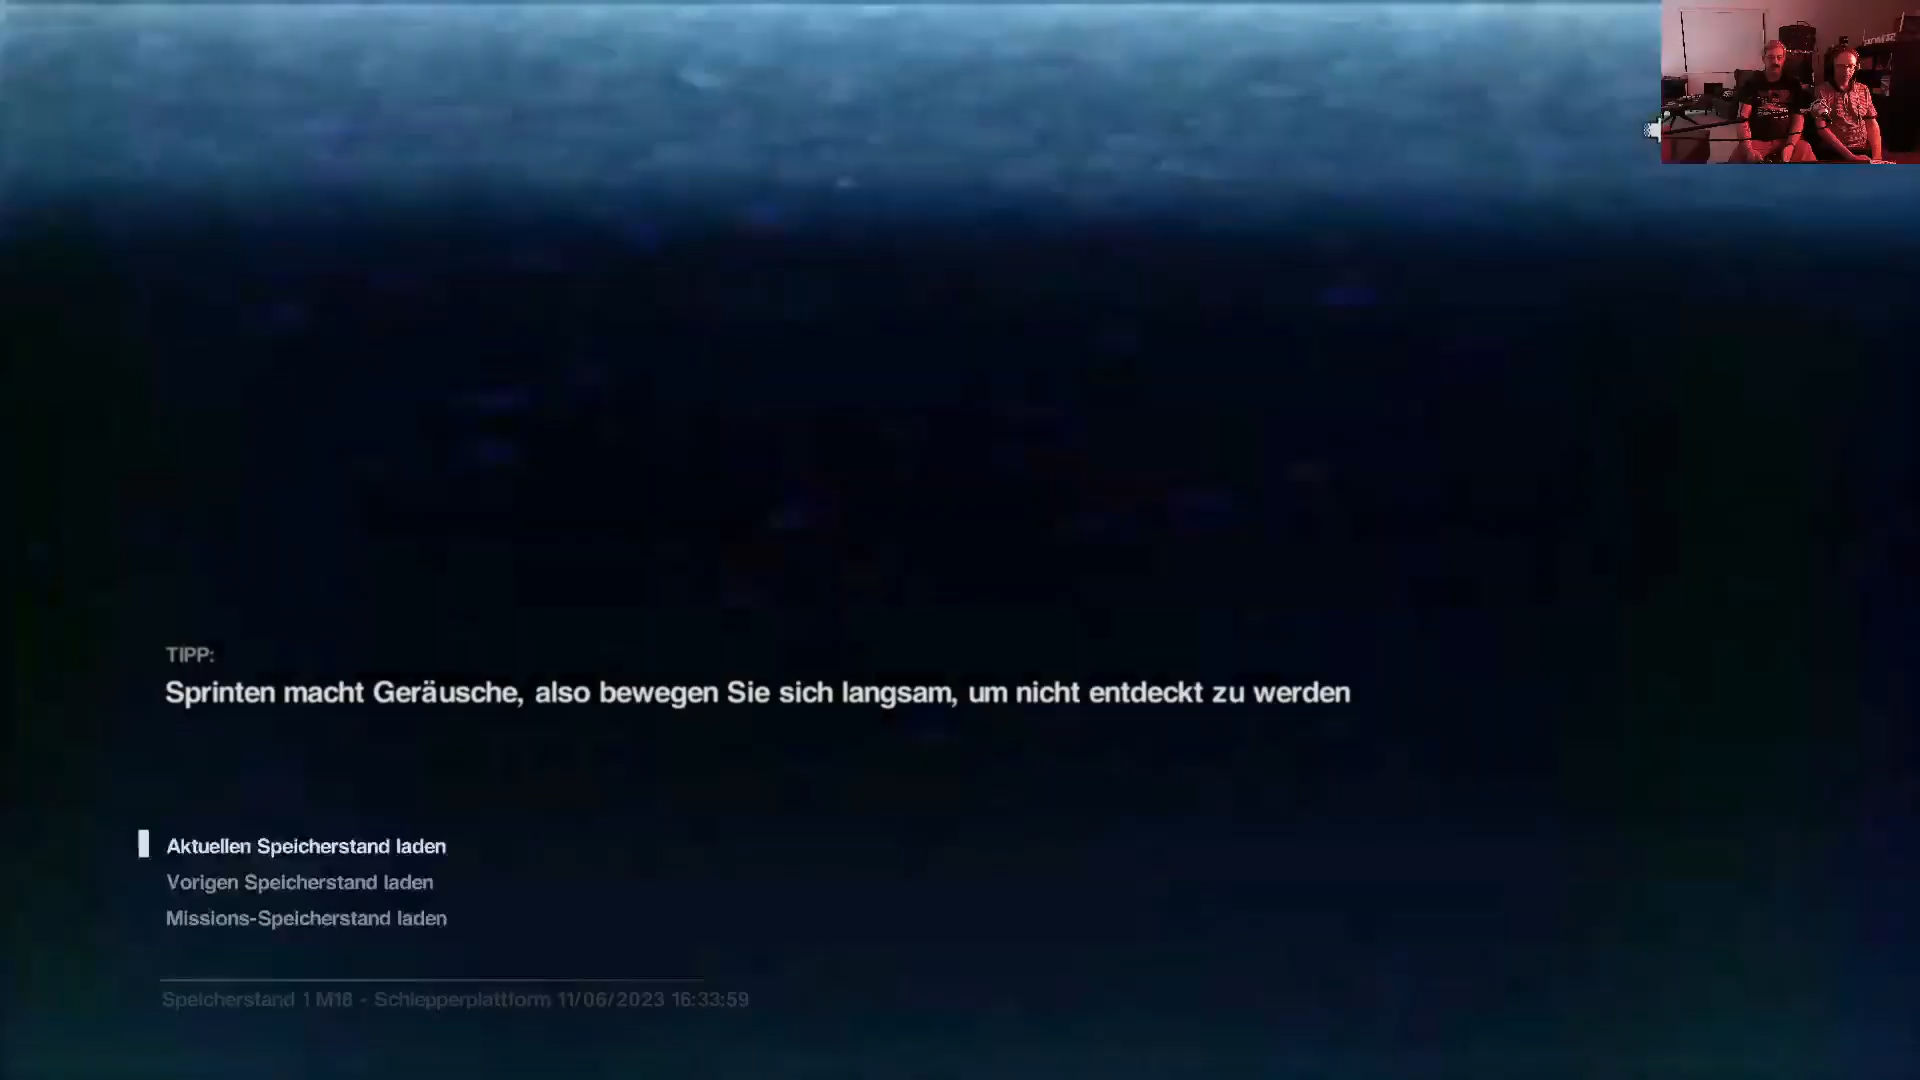 TIPP:
Sprinten macht Geräusche, also bewegen Sie sich langsam, um nicht entdeckt zu werden
Aktuellen Speicherstand laden
Vorigen Speicherstand laden
Missions-Speicherstand laden
Speicherstand 1 M18 - Schlepperplattform 11/06/2023 16:33:59